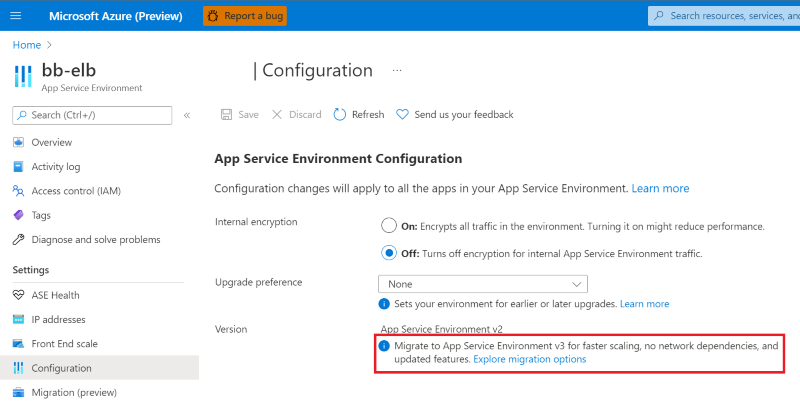 Microsoft Azure (Preview)
Report a bug
Search resources, services, an
Home
bb-elb
| Configuration
...
App Service Environment
Search (Ctrl+/)
«
Save
Discard
Refresh
Send us your feedback
Overview
Activity log
Access control (IAM)
Tags
Diagnose and solve problems
Settings
ASE Health
IP addresses
Front End scale
Configuration
Migration (preview)
App Service Environment Configuration
Configuration changes will apply to all the apps in your App Service Environment. Learn more
Internal encryption
On: Encrypts all traffic in the environment. Turning it on might reduce performance.
Off: Turns off encryption for internal App Service Environment traffic.
Upgrade preference
None
Sets your environment for earlier or later upgrades. Learn more
Version
App Service Environment v2
Migrate to App Service Environment v3 for faster scaling, no network dependencies, and
updated features. Explore migration options